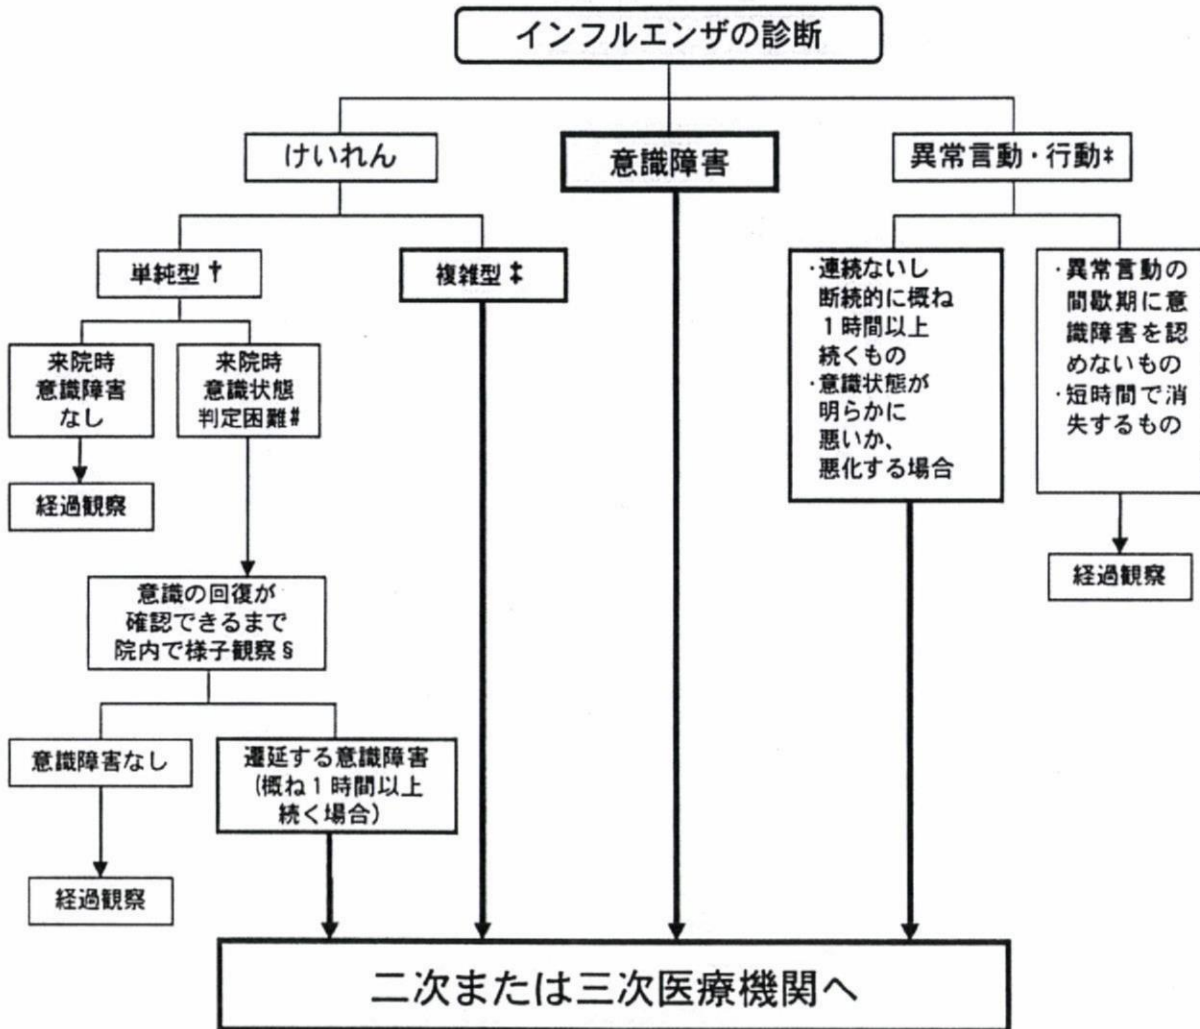 インフルエンザの診断
けいれん
意識障害
異常言動・行動‡
単純型†
複雑型‡
・連続ないし
断続的に概ね
1時間以上
続くもの
・意識状態が
明らかに
悪いか、
悪化する場合
・異常言動の
間歇期に意
識障害を認
めないもの
・短時間で消
失するもの
来院時
意識障害
なし
来院時
意識状態
判定困難#
経過観察
経過観察
意識の回復が
確認できるまで
院内で様子観察§
意識障害なし
遷延する意識障害
(概ね1時間以上
続く場合)
経過観察
二次または三次医療機関へ